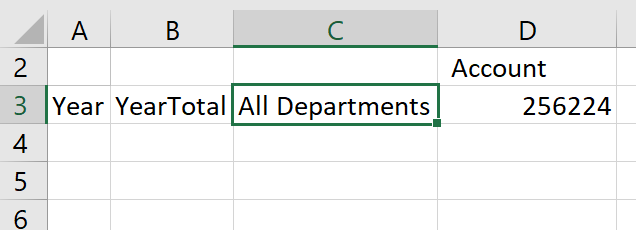 A B C D
2 Account
3 Year YearTotal All Departments 256224
4
5
6